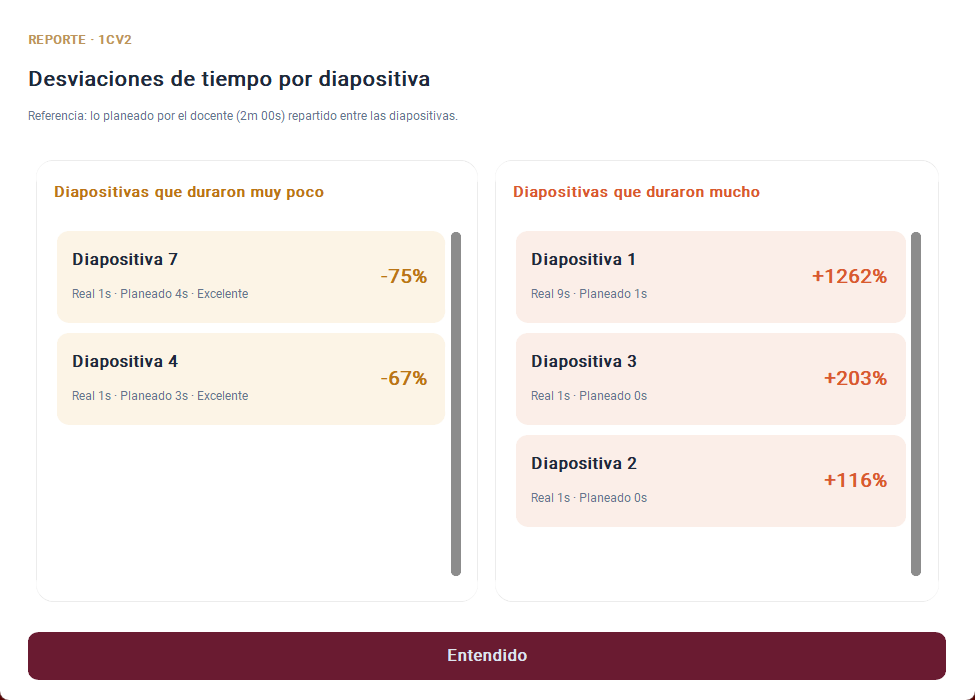 REPORTE · 1CV2
Desviaciones de tiempo por diapositiva
Referencia: lo planeado por el docente (2m 00s) repartido entre las diapositivas.
Diapositivas que duraron muy poco
Diapositiva 7
-75%
Real 1s · Planeado 4s · Excelente
Diapositiva 4
-67%
Real 1s · Planeado 3s · Excelente
Diapositivas que duraron mucho
Diapositiva 1
+1262%
Real 9s · Planeado 1s
Diapositiva 3
+203%
Real 1s · Planeado 0s
Diapositiva 2
+116%
Real 1s · Planeado 0s
Entendido